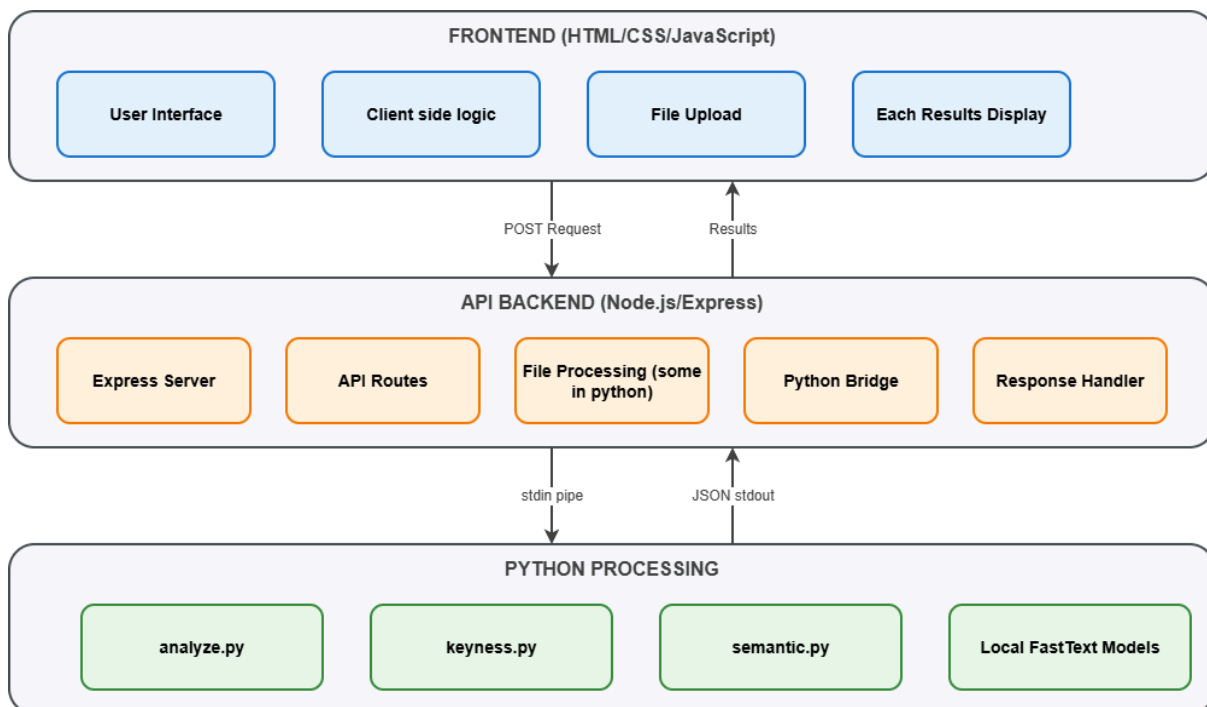 FRONTEND (HTML/CSS/JavaScript)
User Interface
Client side logic
File Upload
Each Results Display
POST Request
Results
API BACKEND (Node.js/Express)
Express Server
API Routes
File Processing (some
in python)
Python Bridge
Response Handler
stdin pipe
JSON stdout
PYTHON PROCESSING
analyze.py
keyness.py
semantic.py
Local FastText Models